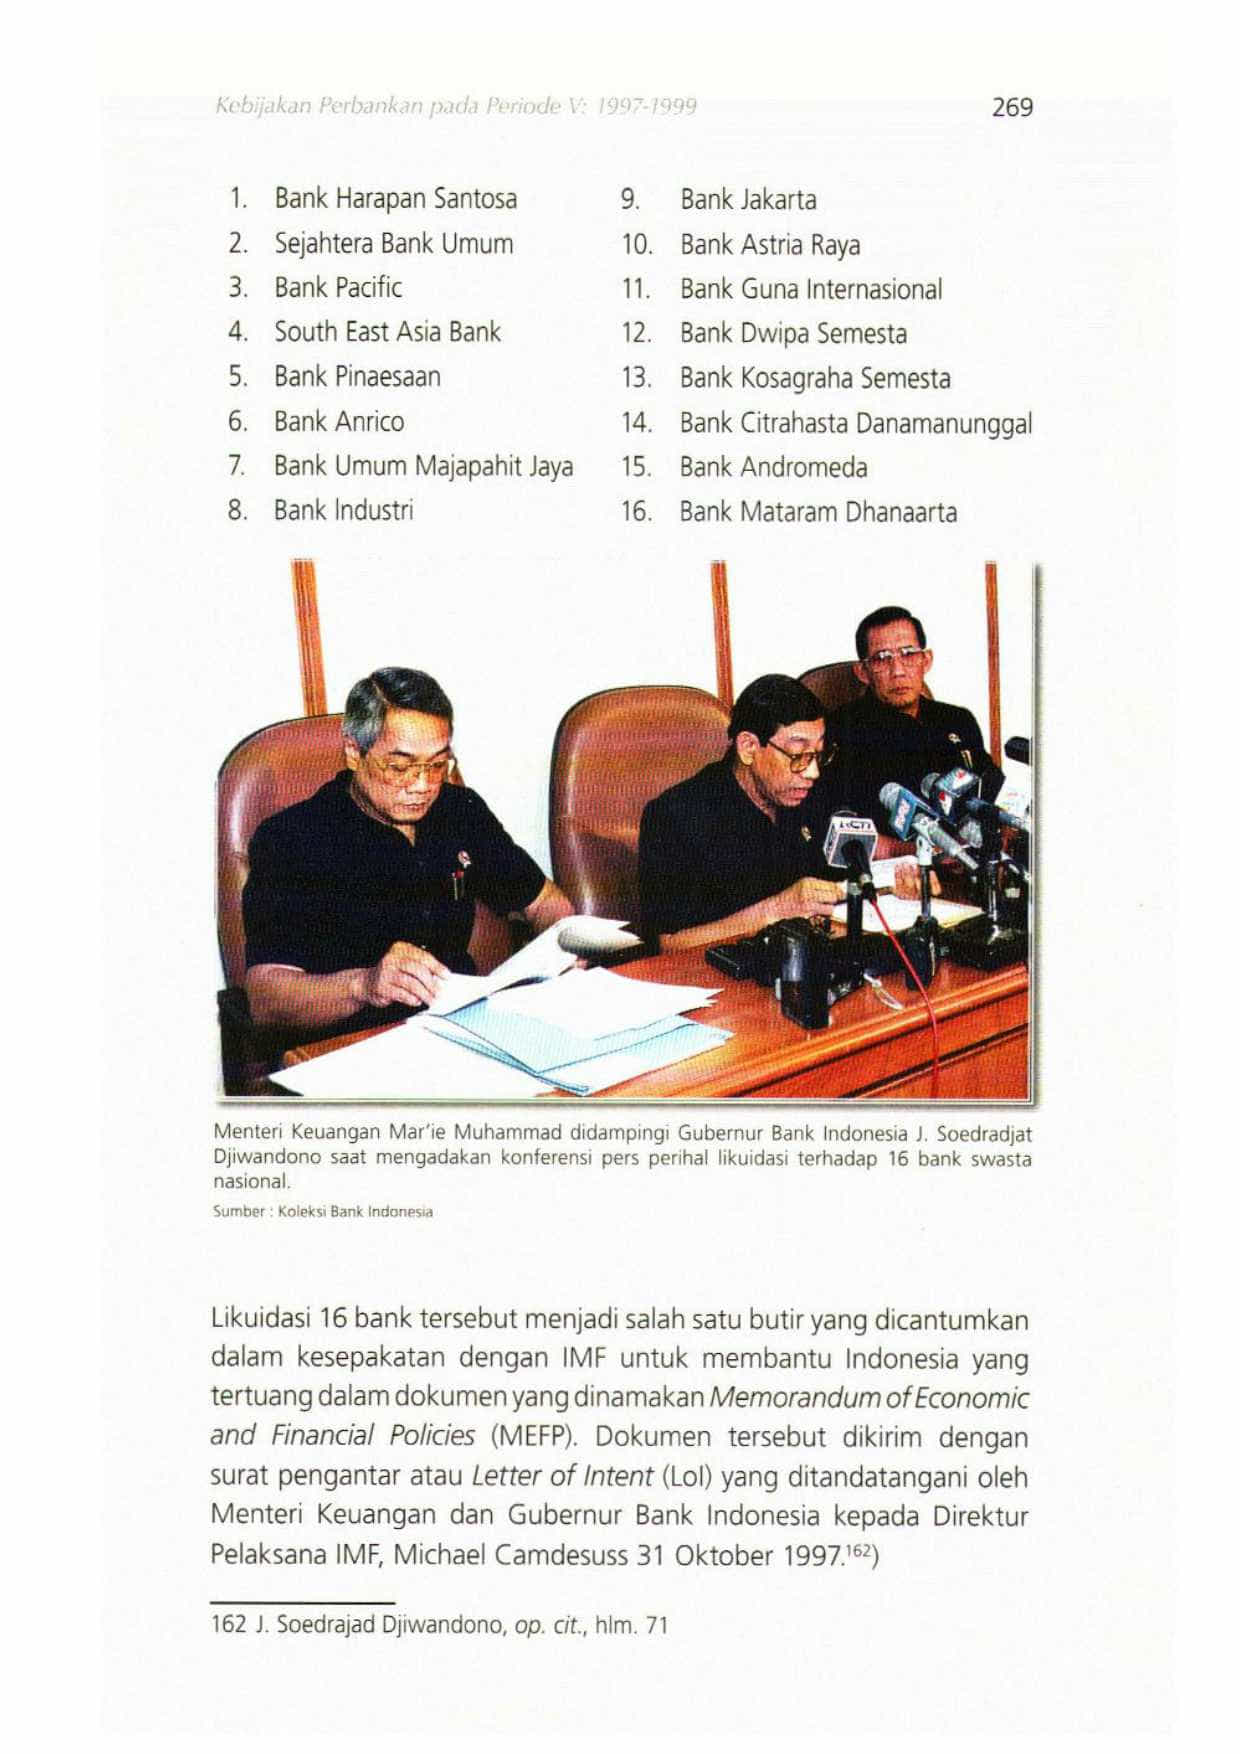 Kebijakan Perbankan pada Periode V: 1997-1999 269
1. Bank Harapan Santosa
2. Sejahtera Bank Umum
3. Bank Pacific
4. South East Asia Bank
5. Bank Pinaesaan
6. Bank Anrico
7. Bank Umum Majapahit Jaya
8. Bank Industri
9. Bank Jakarta
10. Bank Astria Raya
11. Bank Guna Internasional
12. Bank Dwipa Semesta
13. Bank Kosagraha Semesta
14. Bank Citrahasta Danamanunggal
15. Bank Andromeda
16. Bank Mataram Dhanaarta
RCTI
Menteri Keuangan Mar'ie Muhammad didampingi Gubernur Bank Indonesia J. Soedradjat
Djiwandono saat mengadakan konferensi pers perihal likuidasi terhadap 16 bank swasta
nasional.
Sumber : Koleksi Bank Indonesia
Likuidasi 16 bank tersebut menjadi salah satu butir yang dicantumkan
dalam kesepakatan dengan IMF untuk membantu Indonesia yang
tertuang dalam dokumen yang dinamakan Memorandum of Economic
and Financial Policies (MEFP). Dokumen tersebut dikirim dengan
surat pengantar atau Letter of Intent (LoI) yang ditandatangani oleh
Menteri Keuangan dan Gubernur Bank Indonesia kepada Direktur
Pelaksana IMF, Michael Camdesuss 31 Oktober 1997.162)
162 J. Soedrajad Djiwandono, op. cit., hlm. 71